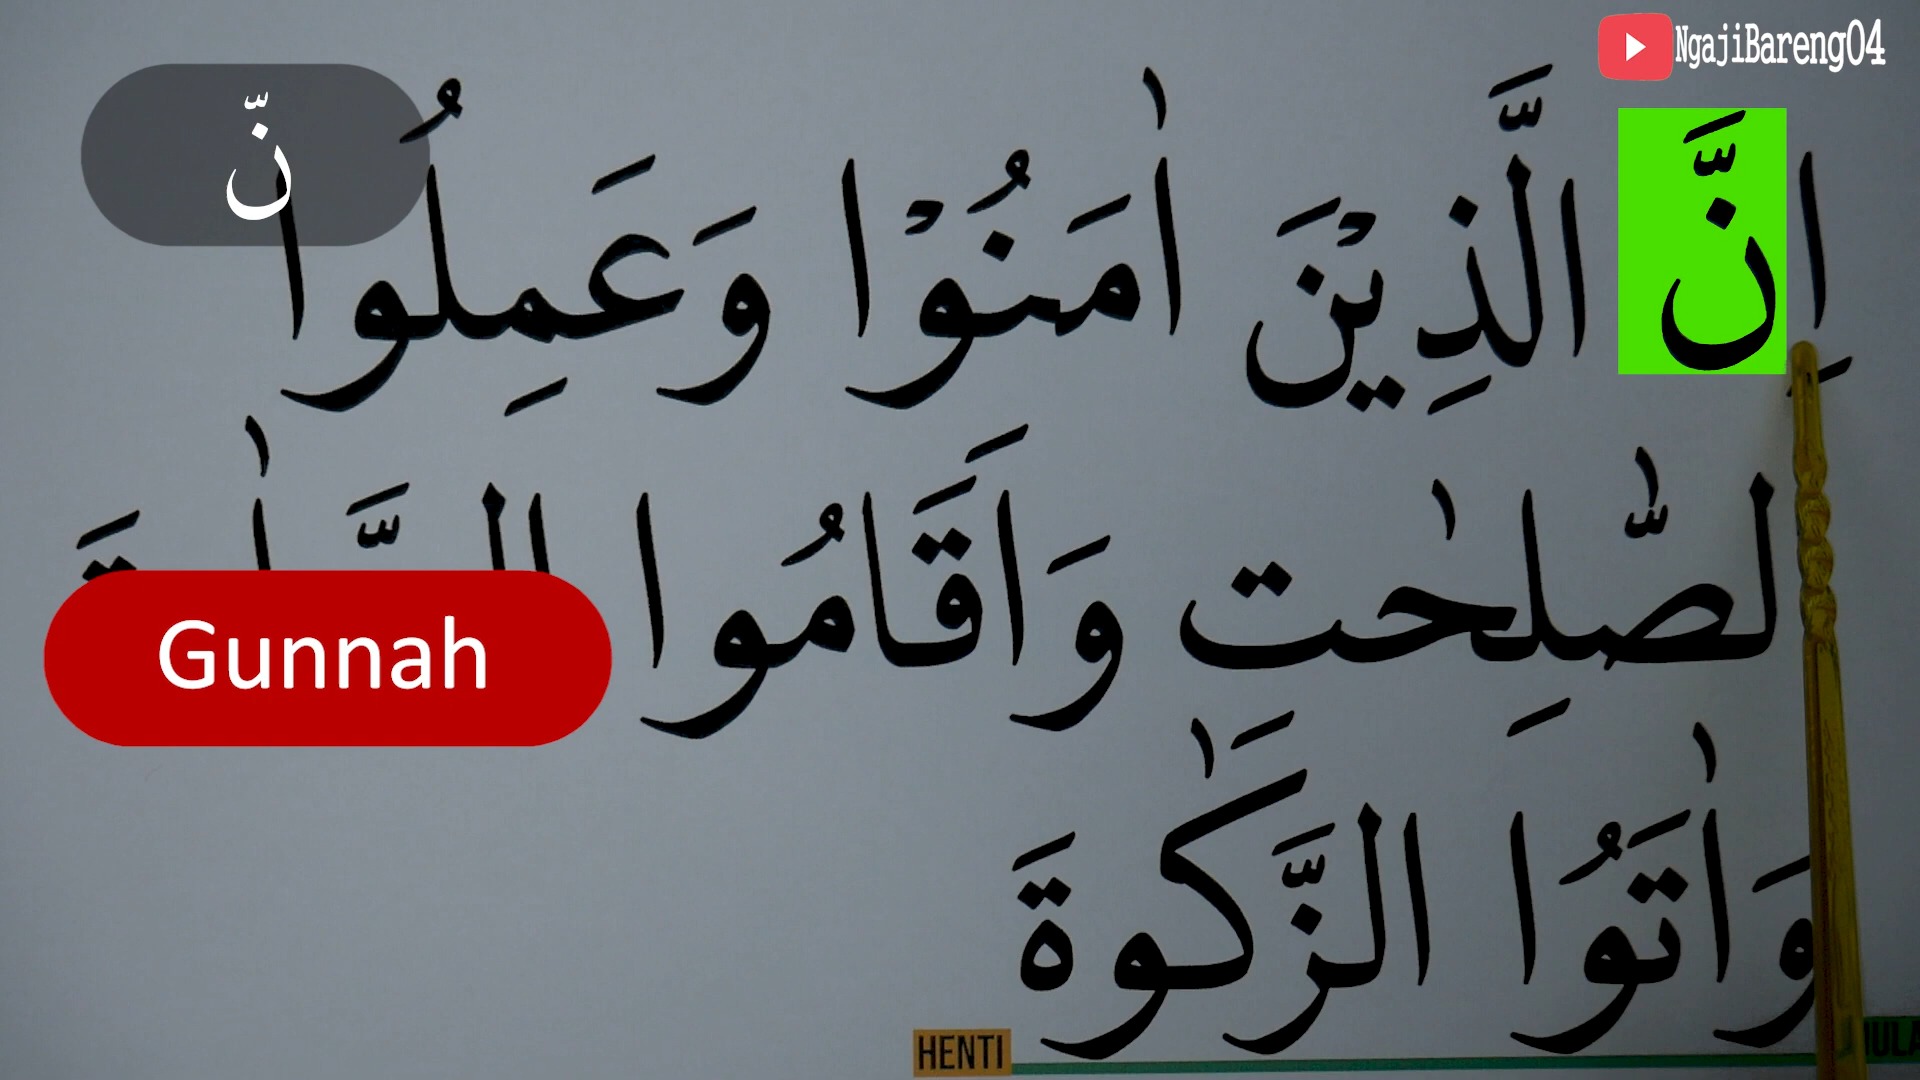 NgajiBareng04
نّ
اِنَّ الَّذِيْنَ اٰمَنُوْا وَعَمِلُوا
لصّٰلِحٰت وَاَقَامُوا
Gunnah
وَاٰتَوُا الزَّكَٰوةَ
HENTI